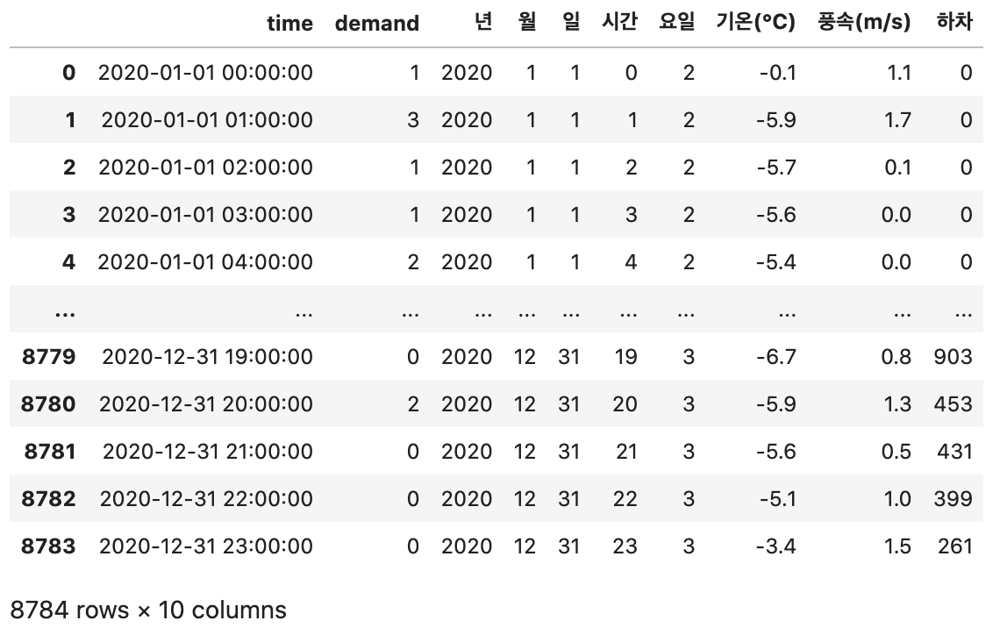 time demand 년 월 일 시간 요일 기온(°C) 풍속(m/s) 하차
0 2020-01-01 00:00:00 1 2020 1 1 0 2 -0.1 1.1 0
1 2020-01-01 01:00:00 3 2020 1 1 1 2 -5.9 1.7 0
2 2020-01-01 02:00:00 1 2020 1 1 2 2 -5.7 0.1 0
3 2020-01-01 03:00:00 1 2020 1 1 3 2 -5.6 0.0 0
4 2020-01-01 04:00:00 2 2020 1 1 4 2 -5.4 0.0 0
... ... ... ... ... ... ... ... ... ... ...
8779 2020-12-31 19:00:00 0 2020 12 31 19 3 -6.7 0.8 903
8780 2020-12-31 20:00:00 2 2020 12 31 20 3 -5.9 1.3 453
8781 2020-12-31 21:00:00 0 2020 12 31 21 3 -5.6 0.5 431
8782 2020-12-31 22:00:00 0 2020 12 31 22 3 -5.1 1.0 399
8783 2020-12-31 23:00:00 0 2020 12 31 23 3 -3.4 1.5 261
8784 rows × 10 columns